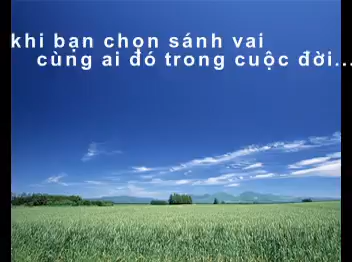 khi bạn chọn sánh vai
cùng ai đó trong cuộc đời...